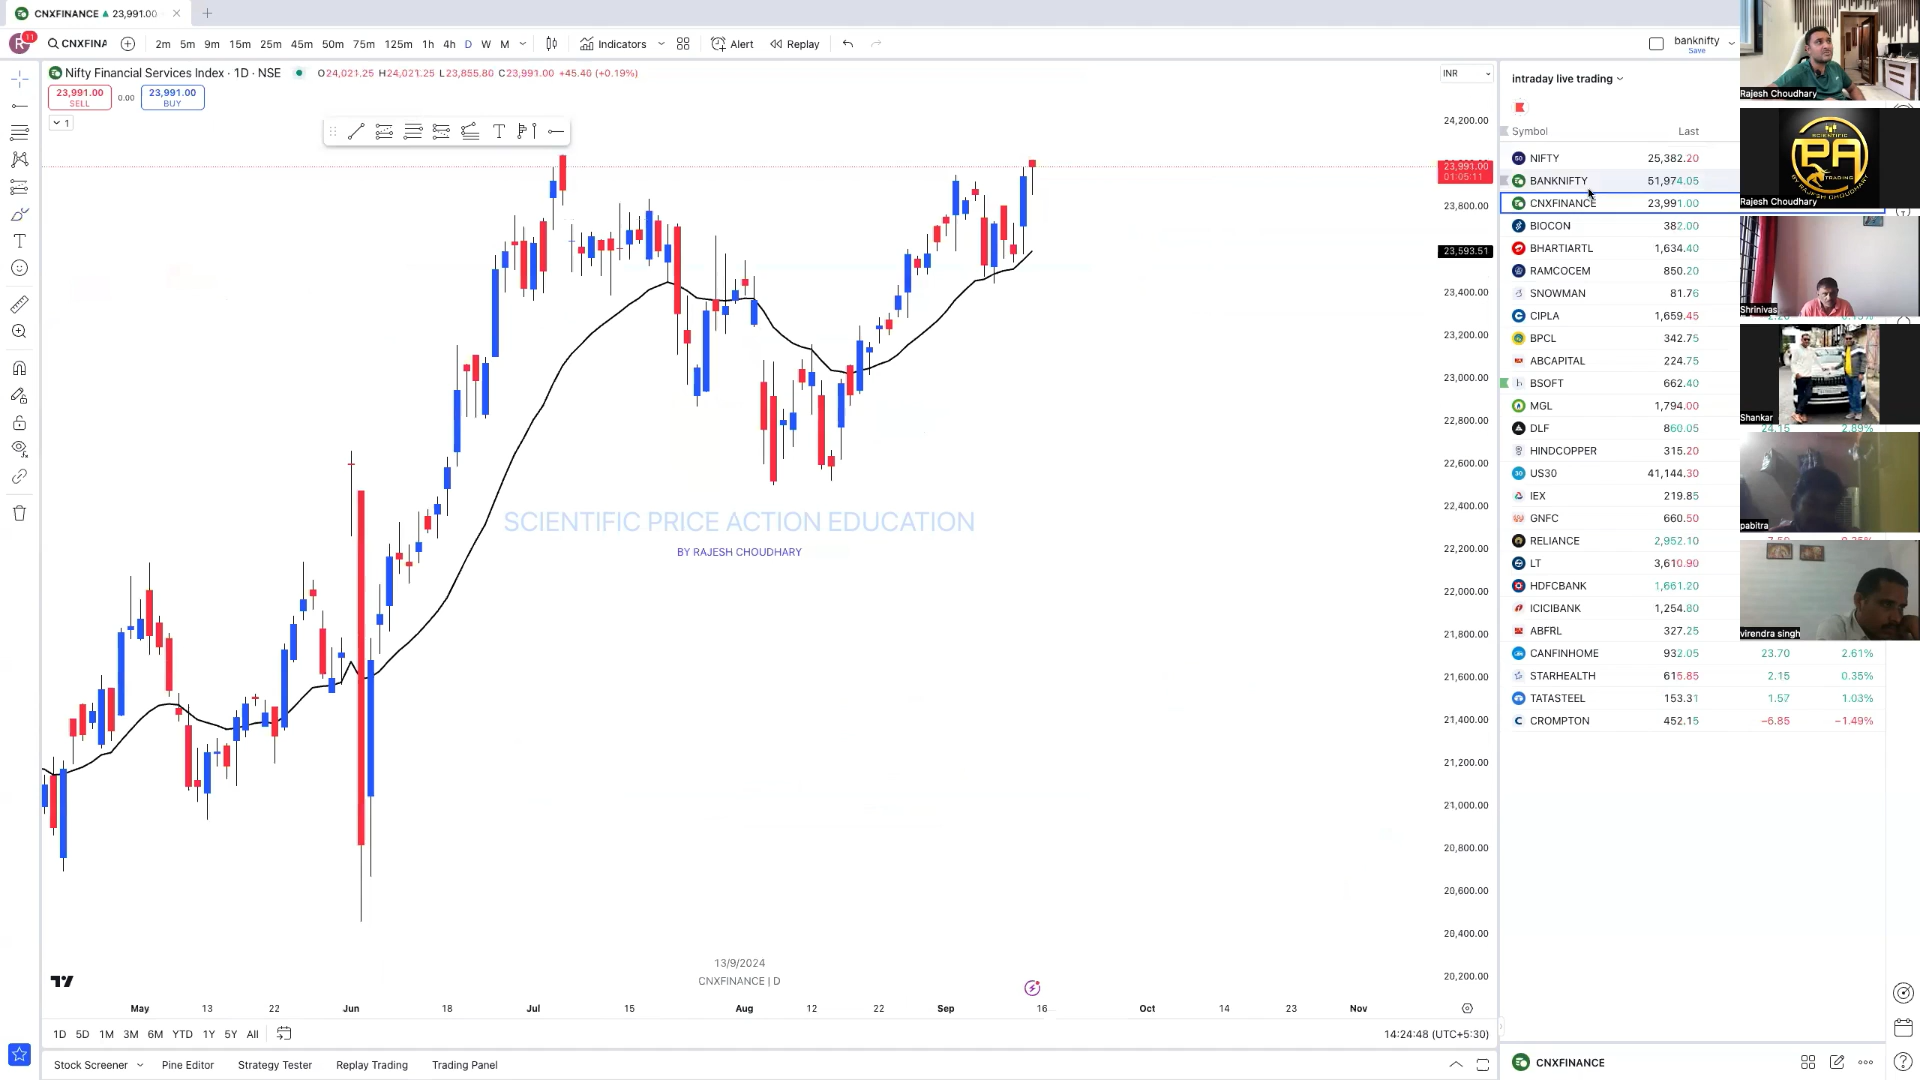 CNXFINANCE ▲ 23,991.00
R 11 CNXFINA 2m 5m 9m 15m 25m 45m 50m 75m 125m 1h 4h D W M Indicators Alert Replay banknifty Save
Nifty Financial Services Index · 1D · NSE O24,021.25 H24,021.25 L23,855.80 C23,991.00 +45.40 (+0.19%) INR
23,991.00 SELL 0.00 23,991.00 BUY
1
24,200.00
23,991.00
01:05:11
23,800.00
23,593.51
23,400.00
23,200.00
23,000.00
22,800.00
22,600.00
22,400.00
22,200.00
22,000.00
21,800.00
21,600.00
21,400.00
21,200.00
21,000.00
20,800.00
20,600.00
20,400.00
20,200.00
SCIENTIFIC PRICE ACTION EDUCATION
BY RAJESH CHOUDHARY
13/9/2024
CNXFINANCE | D
May 13 22 Jun 18 Jul 15 Aug 12 22 Sep 16 Oct 14 23 Nov
1D 5D 1M 3M 6M YTD 1Y 5Y All 14:24:48 (UTC+5:30)
Stock Screener Pine Editor Strategy Tester Replay Trading Trading Panel
intraday live trading
Symbol Last
NIFTY 25,382.20
BANKNIFTY 51,974.05
CNXFINANCE 23,991.00
BIOCON 382.00
BHARTIARTL 1,634.40
RAMCOCEM 850.20
SNOWMAN 81.76
CIPLA 1,659.45
BPCL 342.75
ABCAPITAL 224.75
BSOFT 662.40
MGL 1,794.00
DLF 860.05 24.15 2.89%
HINDCOPPER 315.20
US30 41,144.30
IEX 219.85
GNFC 660.50
RELIANCE 2,952.10
LT 3,610.90
HDFCBANK 1,661.20
ICICIBANK 1,254.80
ABFRL 327.25
CANFINHOME 932.05 23.70 2.61%
STARHEALTH 615.85 2.15 0.35%
TATASTEEL 153.31 1.57 1.03%
CROMPTON 452.15 −6.85 −1.49%
CNXFINANCE
Rajesh Choudhary
SCIENTIFIC
PA
TRADING
BY RAJESH CHOUDHARY
Rajesh Choudhary
Shrinivas
Shankar
pabitra
virendra singh